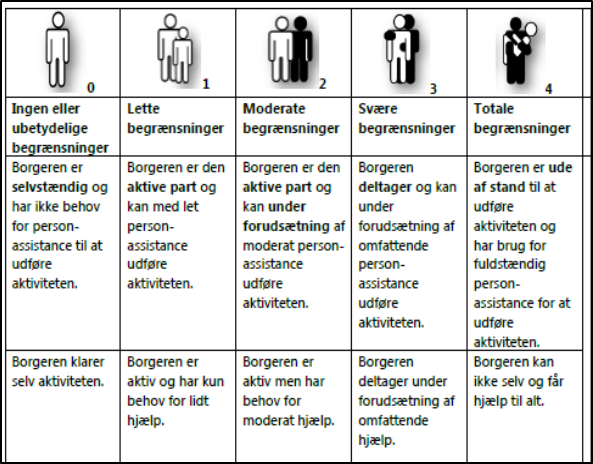 0
1
2
3
4
Ingen eller
ubetydelige
begrænsninger
Lette
begrænsninger
Moderate
begrænsninger
Svære
begrænsninger
Totale
begrænsninger
Borgeren er
selvstændig og
har ikke behov
for person-
assistance til at
udføre
aktiviteten.
Borgeren er den
aktive part og
kan med let
person-
assistance
udføre
aktiviteten.
Borgeren er den
aktive part og
kan under
forudsætning af
moderat person-
assistance
udføre
aktiviteten.
Borgeren
deltager og kan
under
forudsætning af
omfattende
person-
assistance
udføre
aktiviteten.
Borgeren er ude
af stand til at
udføre
aktiviteten og
har brug for
fuldstændig
person-
assistance for at
udføre
aktiviteten.
Borgeren klarer
selv aktiviteten.
Borgeren er
aktiv og har kun
behov for lidt
hjælp.
Borgeren er
aktiv men har
behov for
moderat hjælp.
Borgeren
deltager under
forudsætning af
omfattende
hjælp.
Borgeren kan
ikke selv og får
hjælp til alt.